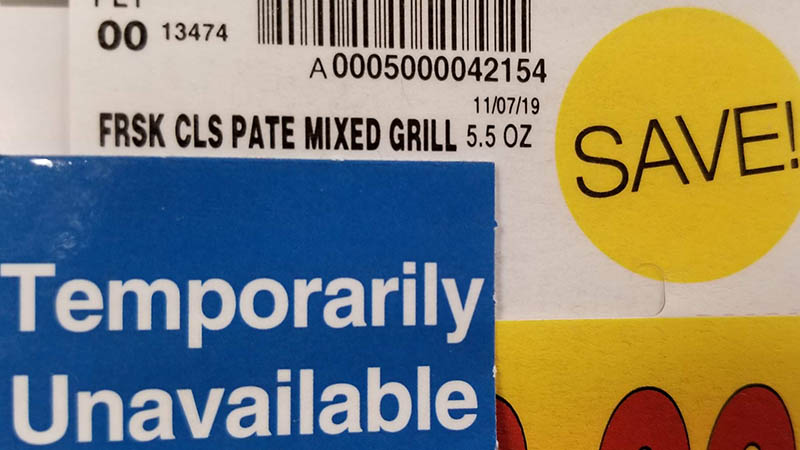 00 13474
A 0005000042154
11/07/19
FRSK CLS PATE MIXED GRILL 5.5 OZ
SAVE!
Temporarily
Unavailable